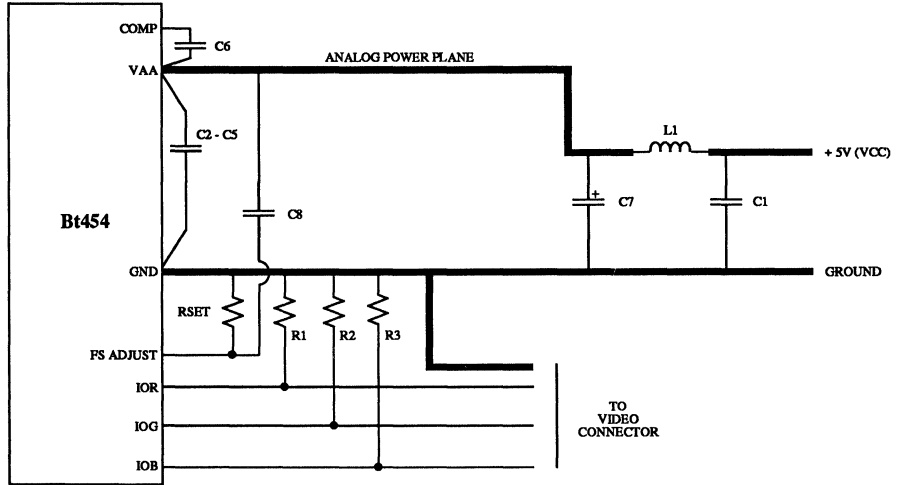 COMP
C6
ANALOG POWER PLANE
VAA
L1
C2 - C5
+ 5V (VCC)
+
C7
C1
C8
Bt454
GND
GROUND
RSET
R1
R2
R3
FS ADJUST
IOR
TO
VIDEO
CONNECTOR
IOG
IOB